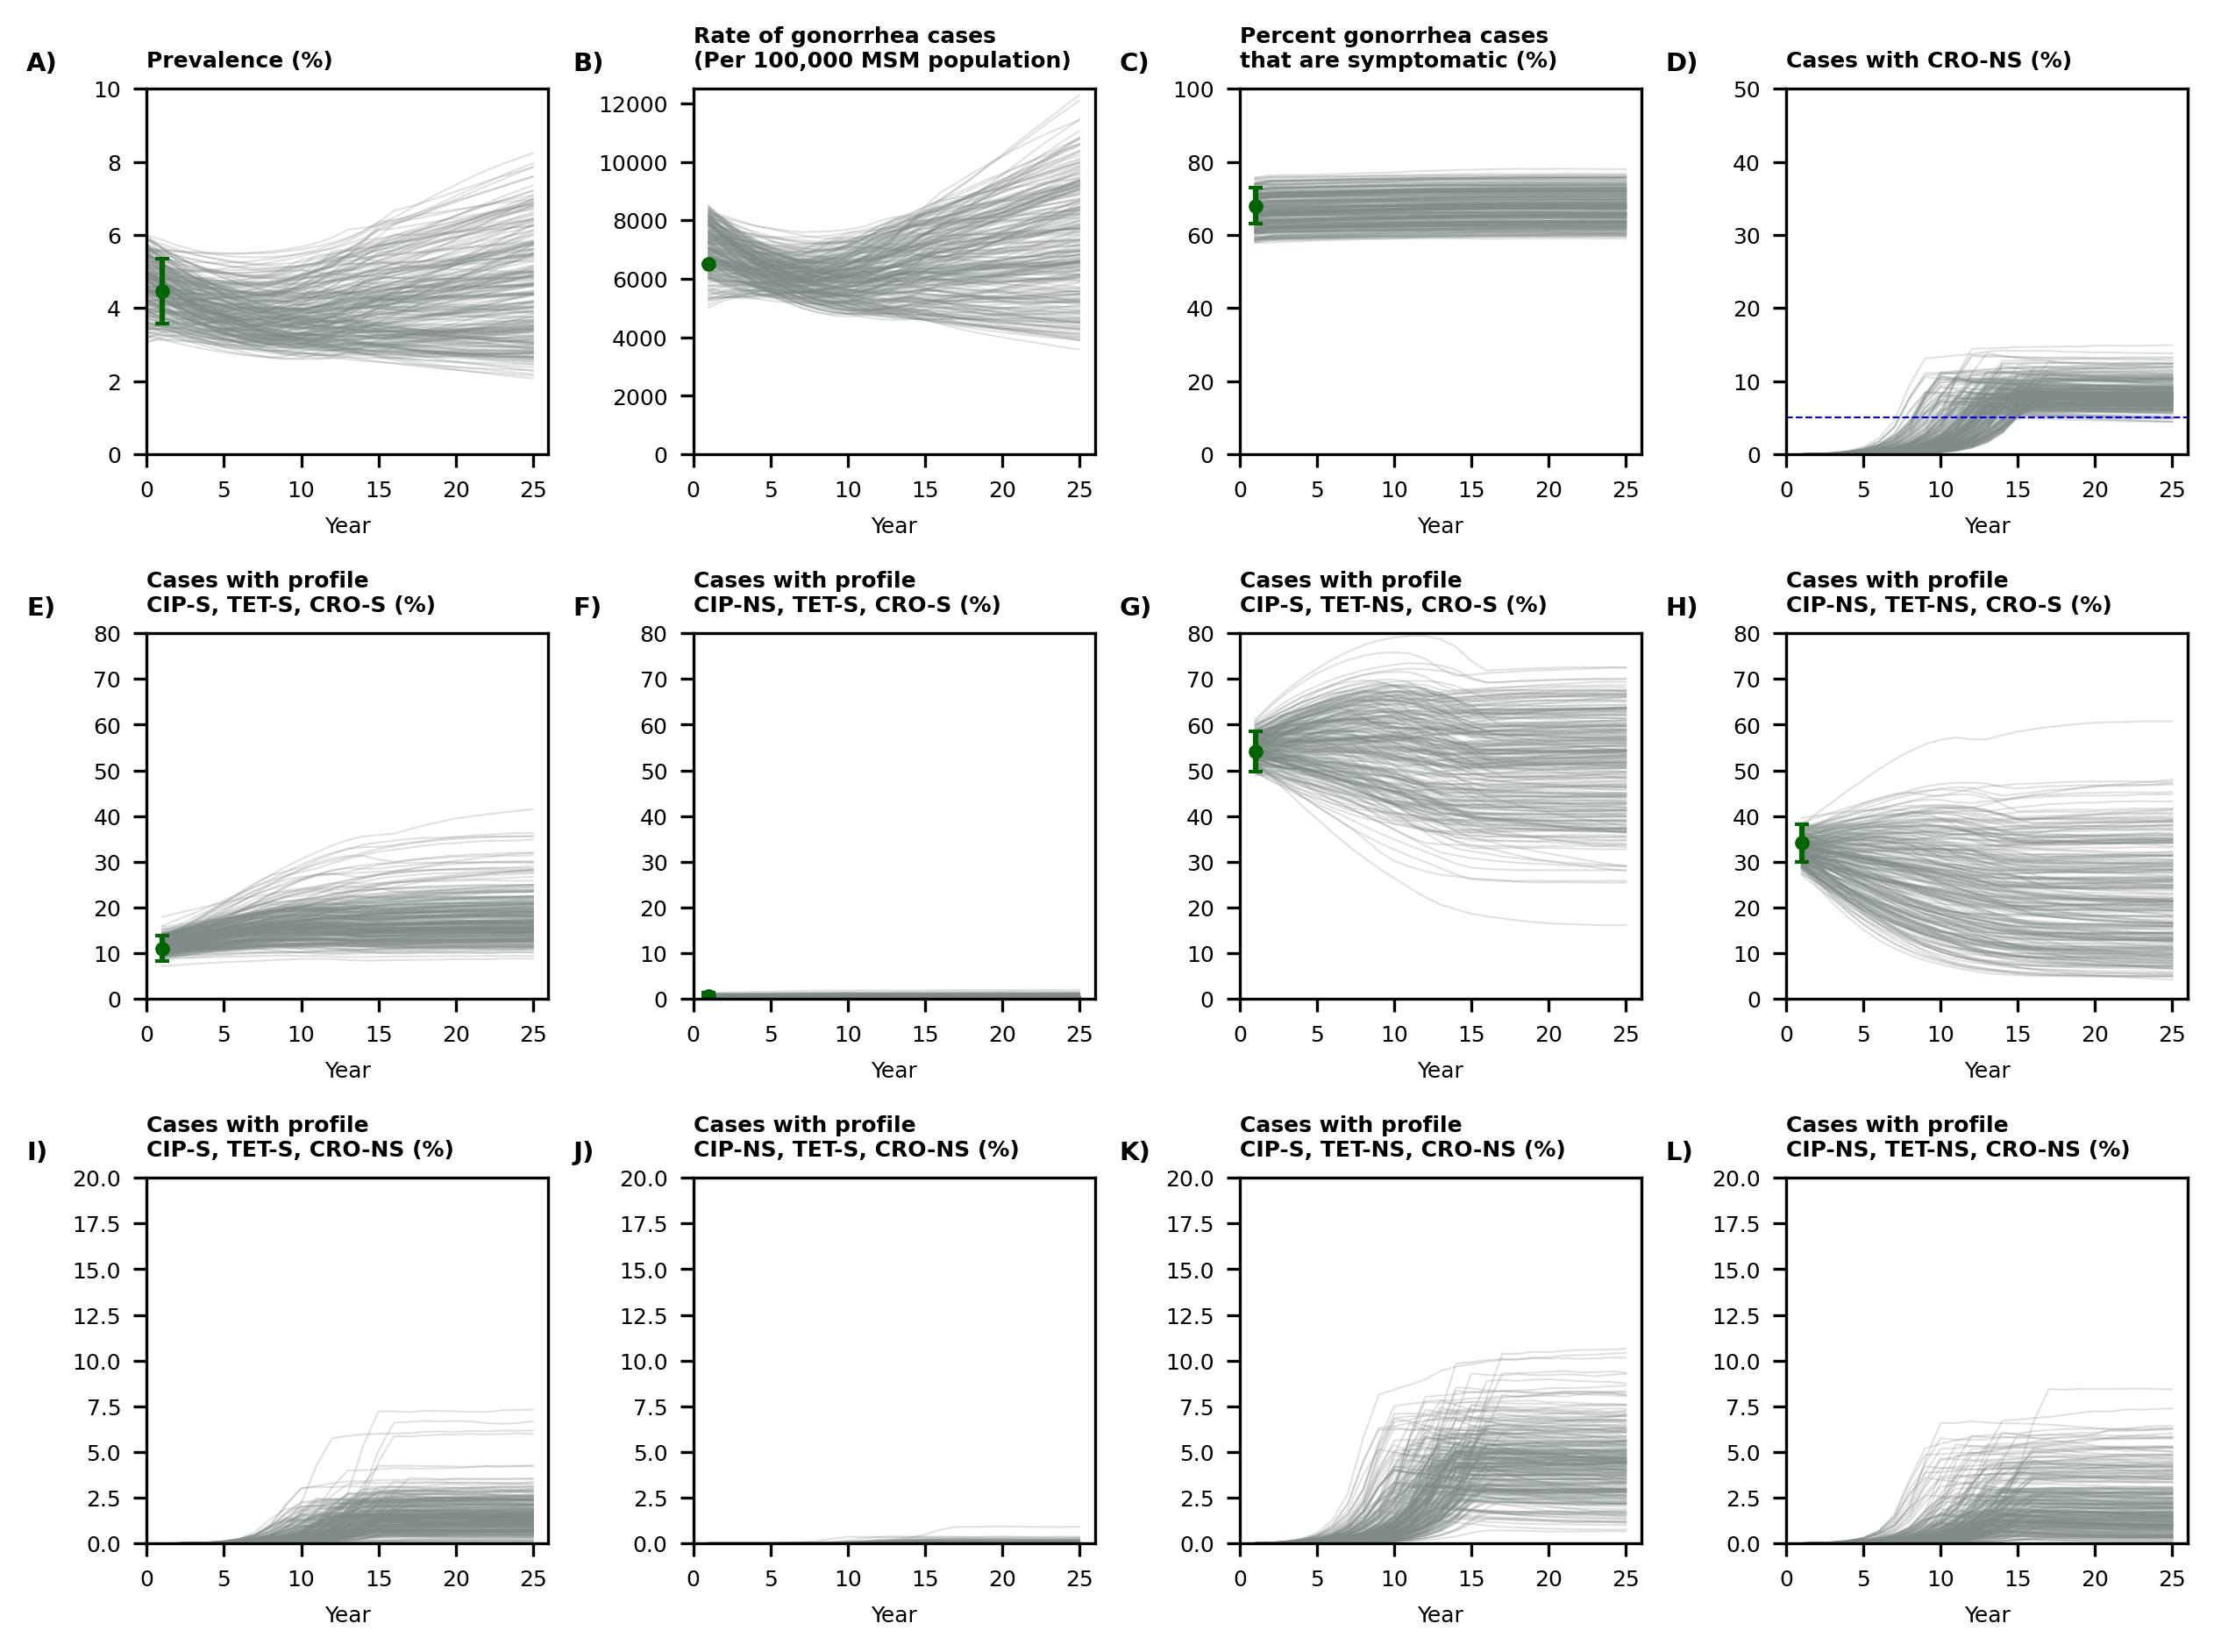 A)
Prevalence (%)
10
8
6
4
2
0
0 5 10 15 20 25
Year
B)
Rate of gonorrhea cases
(Per 100,000 MSM population)
12000
10000
8000
6000
4000
2000
0
0 5 10 15 20 25
Year
C)
Percent gonorrhea cases
that are symptomatic (%)
100
80
60
40
20
0
0 5 10 15 20 25
Year
D)
Cases with CRO-NS (%)
50
40
30
20
10
0
0 5 10 15 20 25
Year
E)
Cases with profile
CIP-S, TET-S, CRO-S (%)
80
70
60
50
40
30
20
10
0
0 5 10 15 20 25
Year
F)
Cases with profile
CIP-NS, TET-S, CRO-S (%)
80
70
60
50
40
30
20
10
0
0 5 10 15 20 25
Year
G)
Cases with profile
CIP-S, TET-NS, CRO-S (%)
80
70
60
50
40
30
20
10
0
0 5 10 15 20 25
Year
H)
Cases with profile
CIP-NS, TET-NS, CRO-S (%)
80
70
60
50
40
30
20
10
0
0 5 10 15 20 25
Year
I)
Cases with profile
CIP-S, TET-S, CRO-NS (%)
20.0
17.5
15.0
12.5
10.0
7.5
5.0
2.5
0.0
0 5 10 15 20 25
Year
J)
Cases with profile
CIP-NS, TET-S, CRO-NS (%)
20.0
17.5
15.0
12.5
10.0
7.5
5.0
2.5
0.0
0 5 10 15 20 25
Year
K)
Cases with profile
CIP-S, TET-NS, CRO-NS (%)
20.0
17.5
15.0
12.5
10.0
7.5
5.0
2.5
0.0
0 5 10 15 20 25
Year
L)
Cases with profile
CIP-NS, TET-NS, CRO-NS (%)
20.0
17.5
15.0
12.5
10.0
7.5
5.0
2.5
0.0
0 5 10 15 20 25
Year